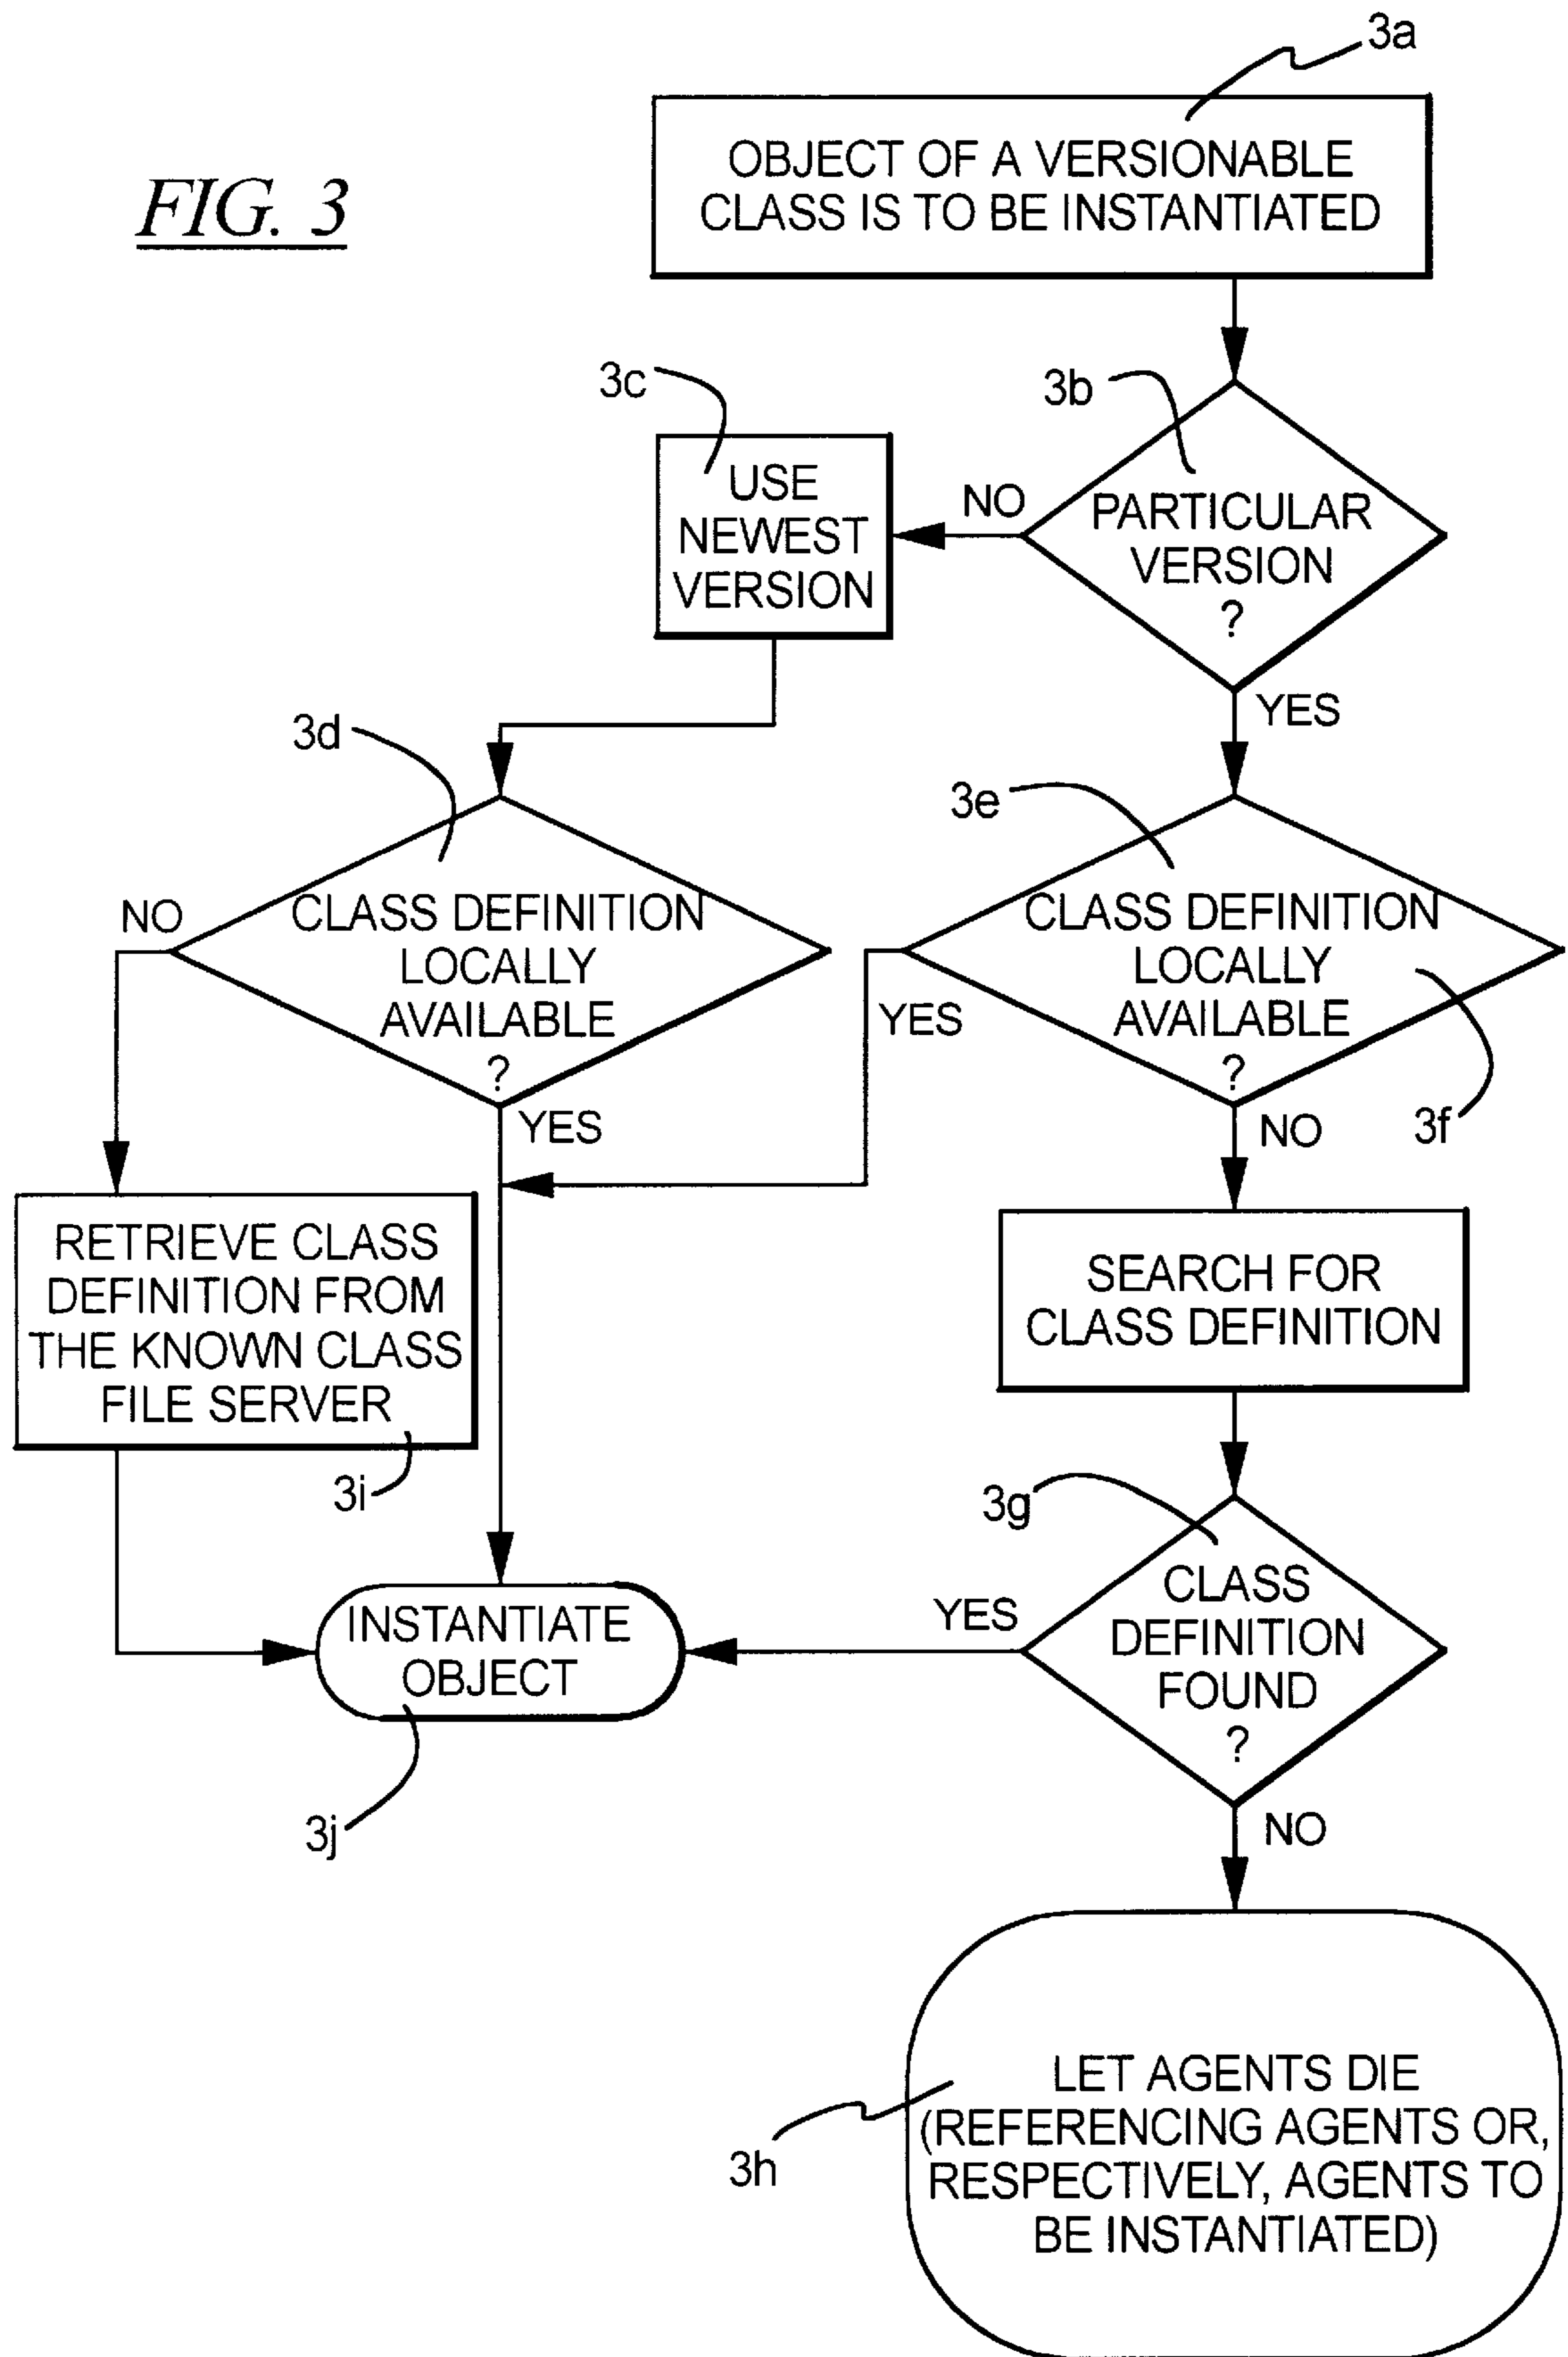 3a
FIG. 3
OBJECT OF A VERSIONABLE
CLASS IS TO BE INSTANTIATED
3c
3b
USE
NEWEST
VERSION
NO
PARTICULAR
VERSION
?
YES
3d
3e
NO
CLASS DEFINITION
LOCALLY
AVAILABLE
?
YES
YES
CLASS DEFINITION
LOCALLY
AVAILABLE
?
NO
3f
RETRIEVE CLASS
DEFINITION FROM
THE KNOWN CLASS
FILE SERVER
3i
SEARCH FOR
CLASS DEFINITION
3g
INSTANTIATE
OBJECT
3j
YES
CLASS
DEFINITION
FOUND
?
NO
3h
LET AGENTS DIE
(REFERENCING AGENTS OR,
RESPECTIVELY, AGENTS TO
BE INSTANTIATED)